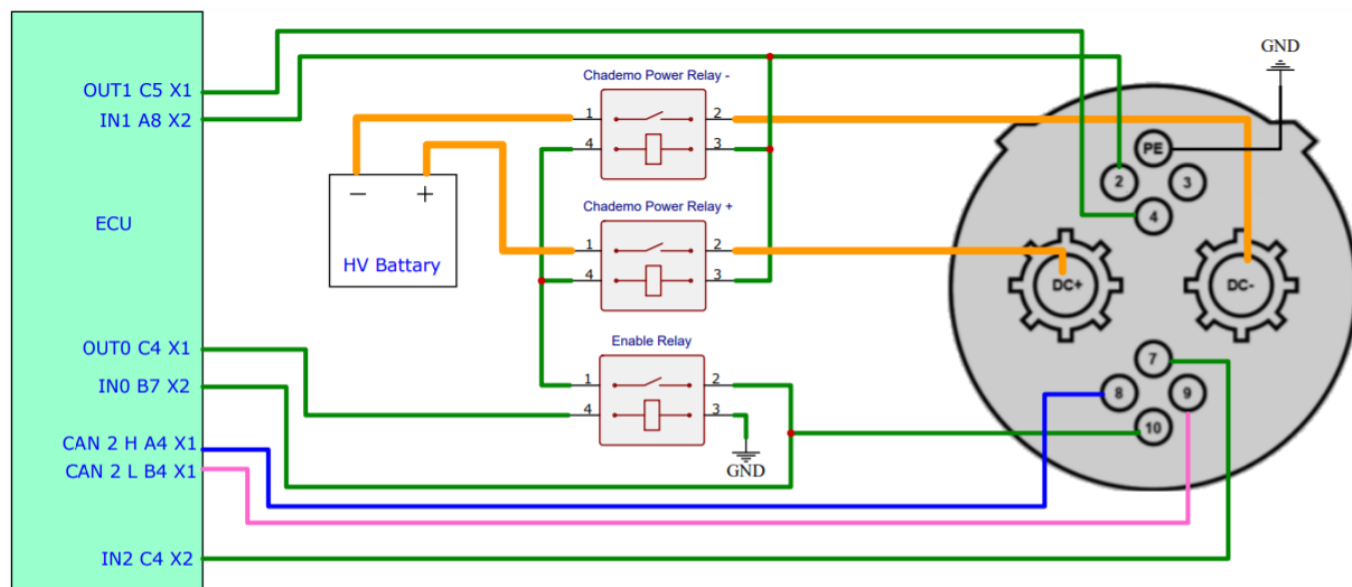 GND
Chademo Power Relay -
OUT1 C5 X1
IN1 A8 X2
1
2
4
3
PE
2
3
4
ECU
−
+
HV Battary
Chademo Power Relay +
1
2
4
3
DC+
DC-
Enable Relay
OUT0 C4 X1
IN0 B7 X2
1
2
4
3
GND
7
8
9
10
CAN 2 H A4 X1
CAN 2 L B4 X1
IN2 C4 X2